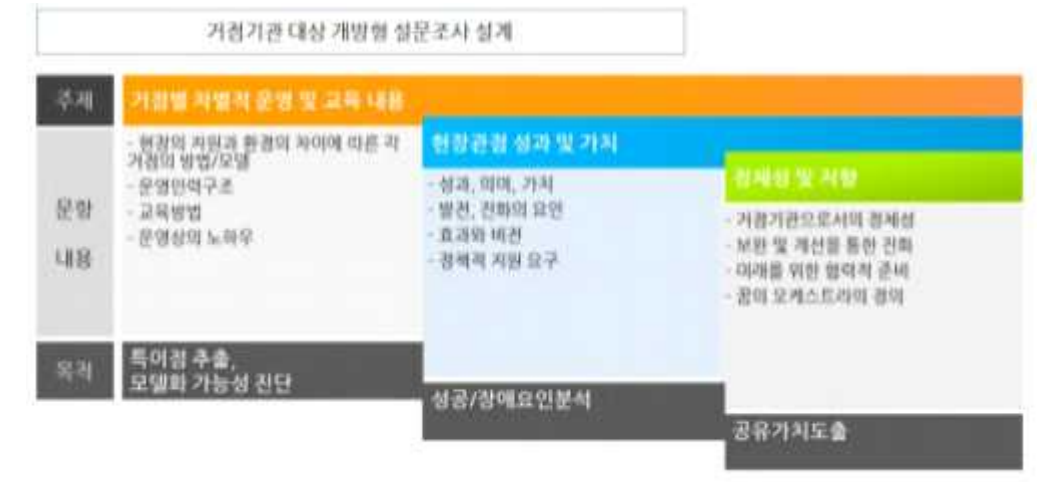 거점기관 대상 개방형 설문조사 설계
주제
거점별 차별적 운영 및 교육 내용
문항
내용
- 현장의 자원과 환경의 차이에 따른 각
거점의 방법/모델
- 운영인력구조
- 교육방법
- 운영상의 노하우
목적
특이점 추출,
모델화 가능성 진단
현장관점 성과 및 가치
- 성과, 의미, 가치
- 발전, 진화의 요인
- 효과와 비전
- 정책적 지원 요구
성공/장애요인분석
정체성 및 지향
- 거점기관으로서의 정체성
- 보완 및 개선을 통한 진화
- 미래를 위한 협력적 준비
- 꿈의 오케스트라의 정의
공유가치도출